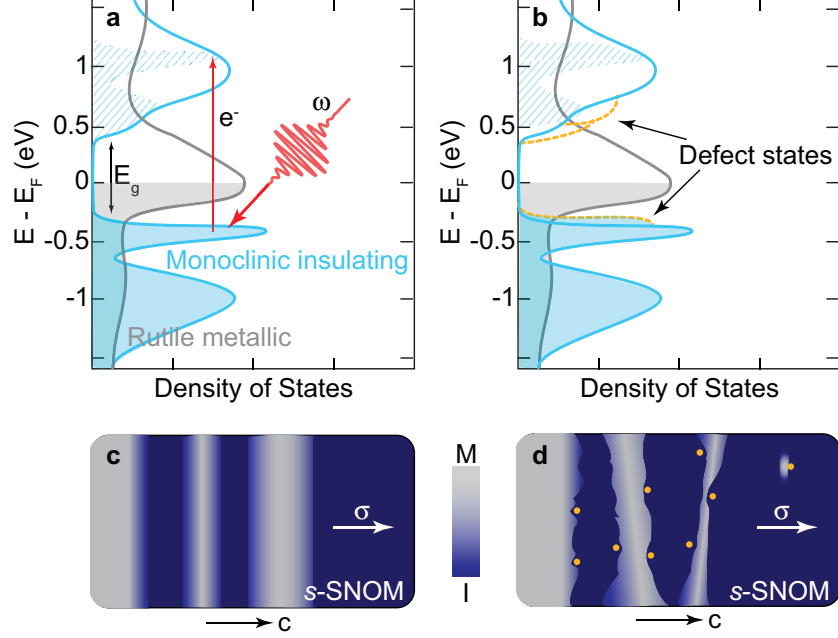 a
1
0.5
0
-0.5
-1
E - E_F (eV)
E_g
e⁻
ω
Monoclinic insulating
Rutile metallic
Density of States
b
1
0.5
0
-0.5
-1
E - E_F (eV)
Defect states
Density of States
c
σ
s-SNOM
c
M
I
d
σ
s-SNOM
c